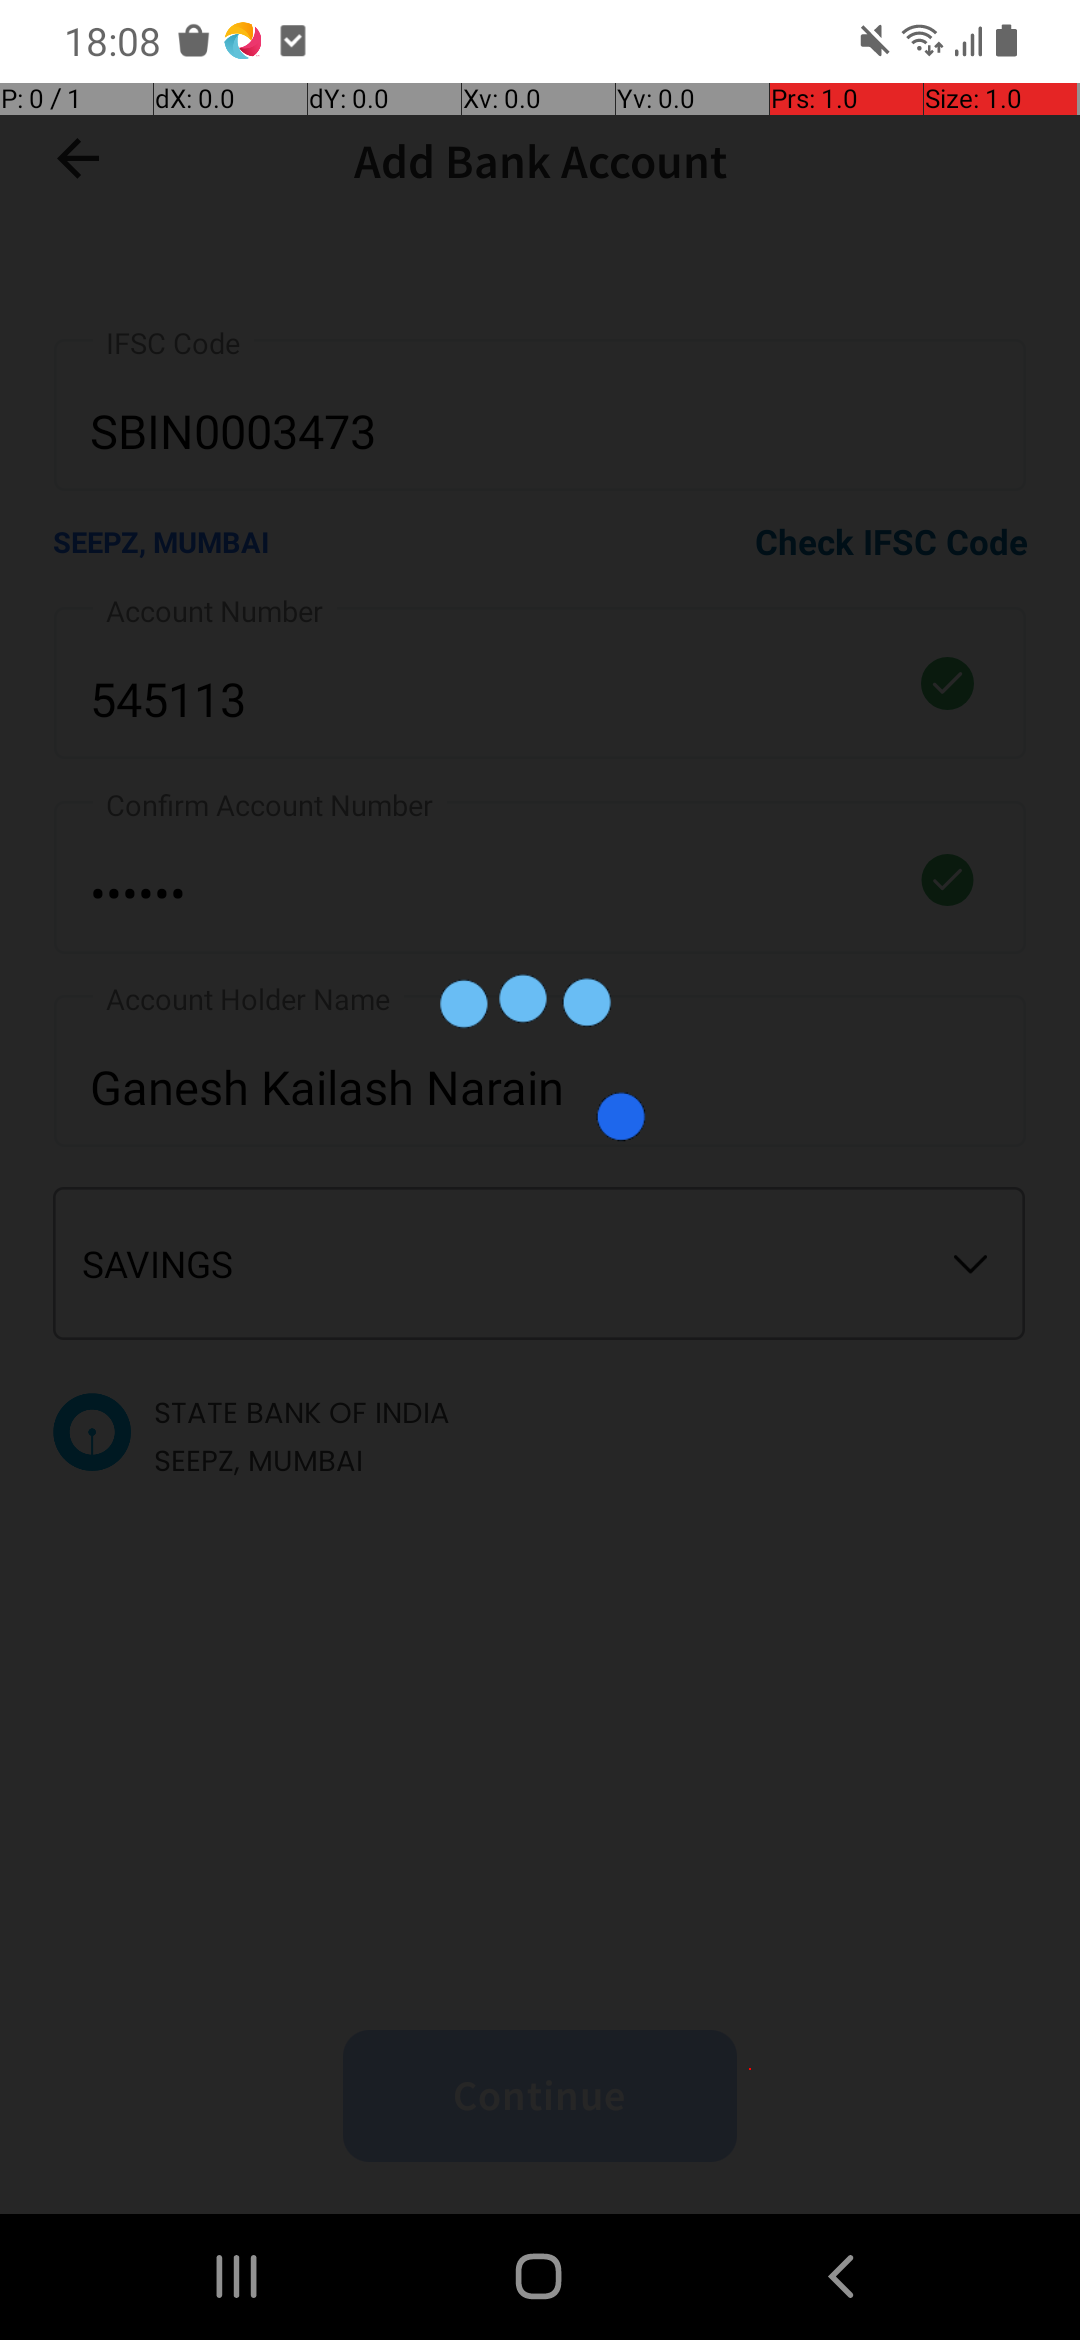 18:08
P: 0 / 1 dX: 0.0 dY: 0.0 Xv: 0.0 Yv: 0.0 Prs: 1.0 Size: 1.0
Add Bank Account
IFSC Code
SBIN0003473
SEEPZ, MUMBAI Check IFSC Code
Account Number
545113
Confirm Account Number
••••••
Account Holder Name
Ganesh Kailash Narain
SAVINGS
STATE BANK OF INDIA
SEEPZ, MUMBAI
Continue